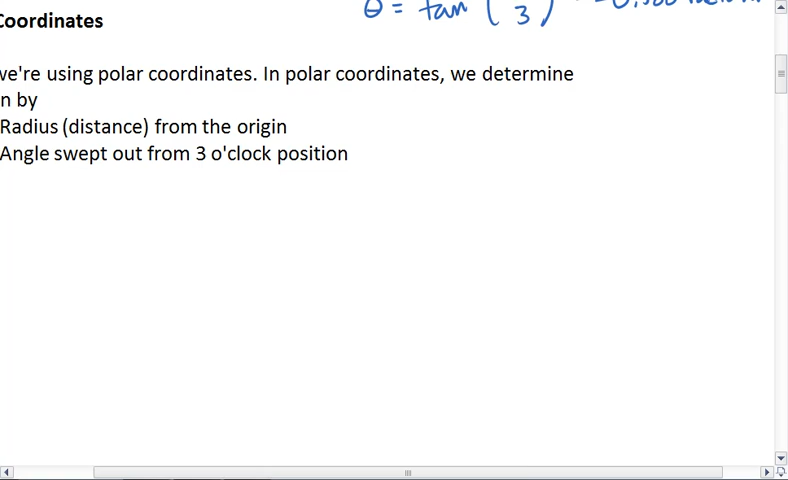 θ = tan ( 3 )
Coordinates
we're using polar coordinates. In polar coordinates, we determine
n by
Radius (distance) from the origin
Angle swept out from 3 o'clock position